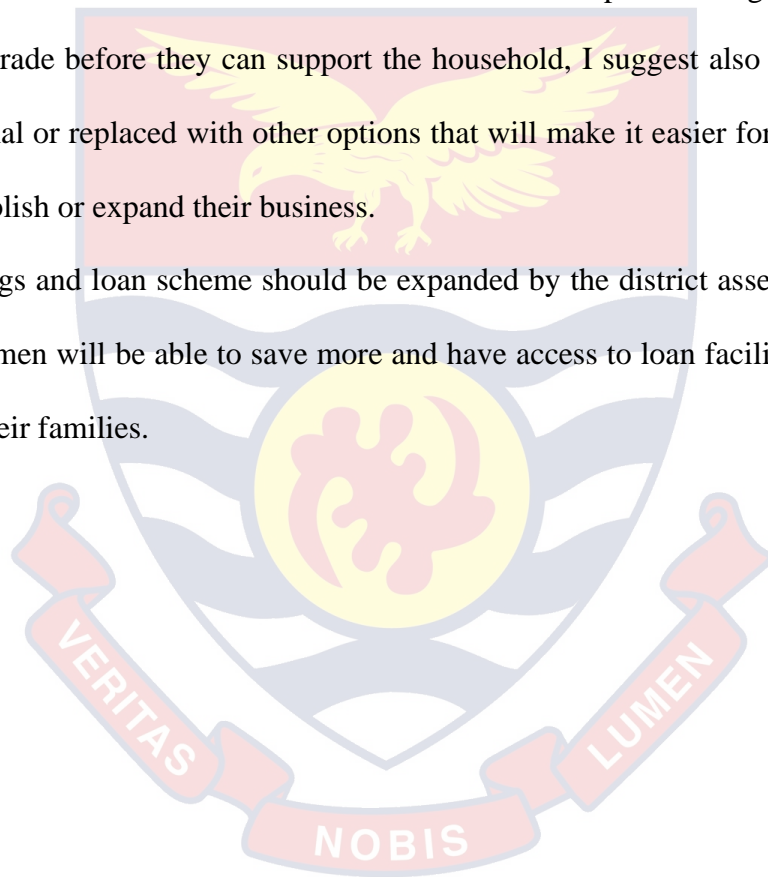 rade before they can support the household, I suggest also
al or replaced with other options that will make it easier for
lish or expand their business.
gs and loan scheme should be expanded by the district asse
men will be able to save more and have access to loan facili
eir families.
VERITAS
NOBIS
LUMEN